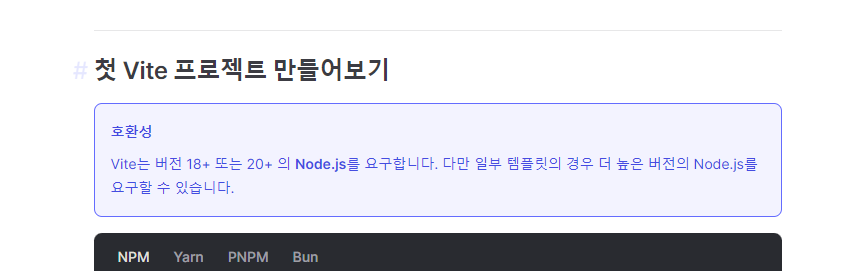 # 첫 Vite 프로젝트 만들어보기
호환성
Vite는 버전 18+ 또는 20+ 의 Node.js를 요구합니다. 다만 일부 템플릿의 경우 더 높은 버전의 Node.js를
요구할 수 있습니다.
NPM Yarn PNPM Bun